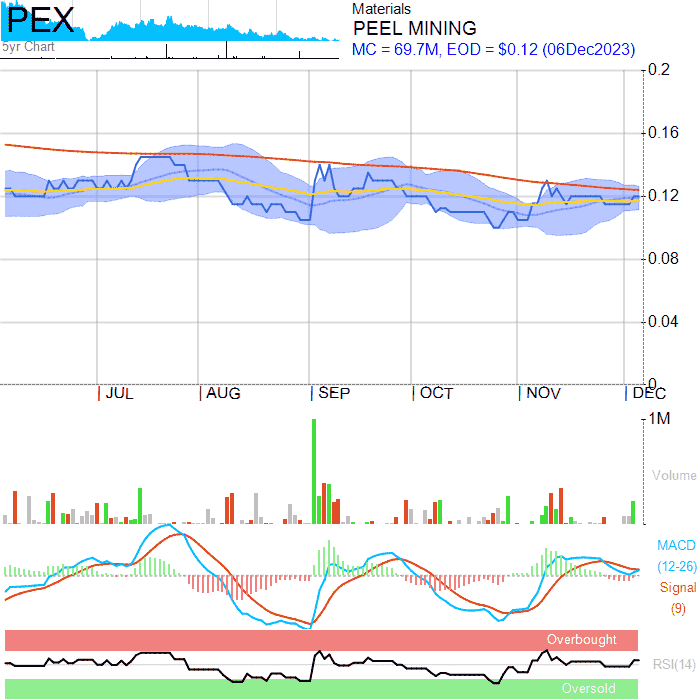 PEX
5yr Chart
Materials
PEEL MINING
MC = 69.7M, EOD = $0.12 (06Dec2023)
0.2
0.16
0.12
0.08
0.04
0
JUL AUG SEP OCT NOV DEC
1M
Volume
MACD
(12-26)
Signal
(9)
Overbought
RSI(14)
Oversold